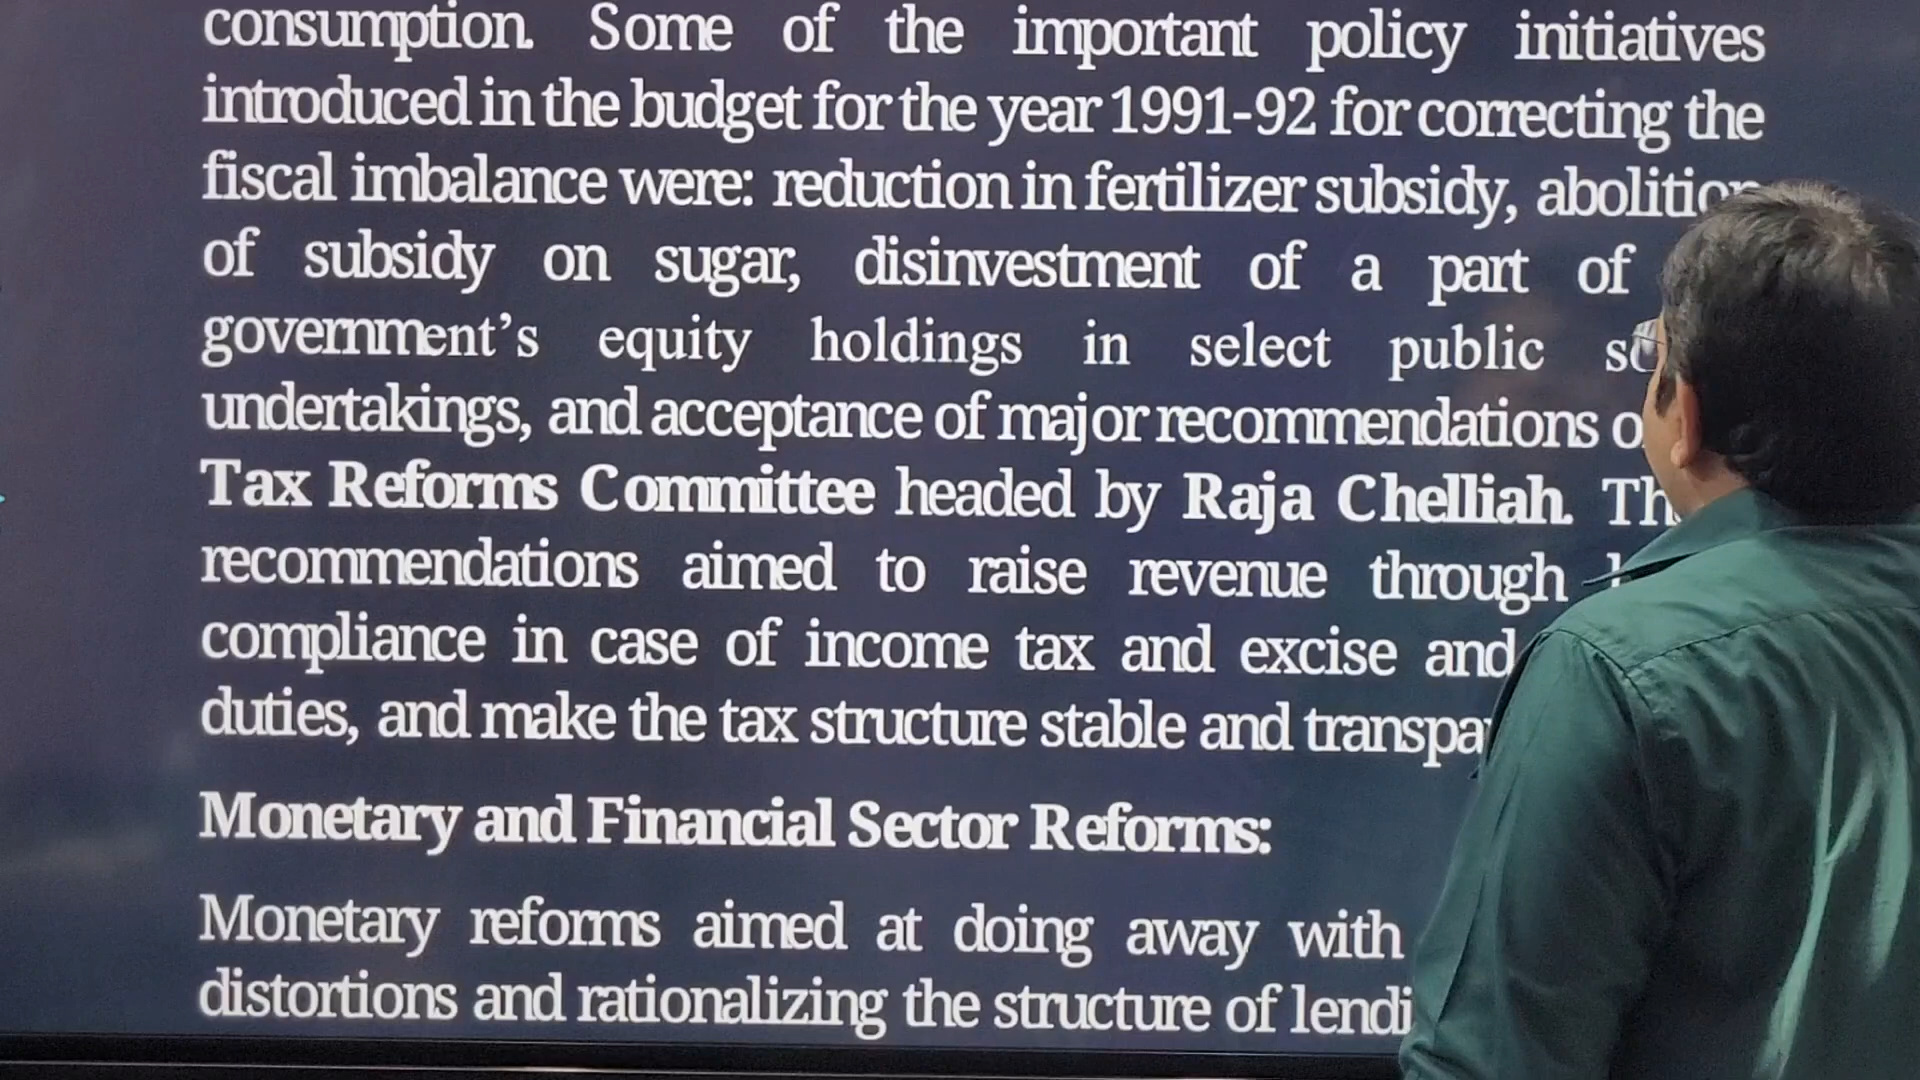 consumption. Some of the important policy initiatives
introduced in the budget for the year 1991-92 for correcting the
fiscal imbalance were: reduction in fertilizer subsidy, abolition
of subsidy on sugar, disinvestment of a part of
government's equity holdings in select public
undertakings, and acceptance of major recommendations
Tax Reforms Committee headed by Raja Chelliah.
recommendations aimed to raise revenue through
compliance in case of income tax and excise and
duties, and make the tax structure stable and
Monetary and Financial Sector Reforms:
Monetary reforms aimed at doing away with
distortions and rationalizing the structure of